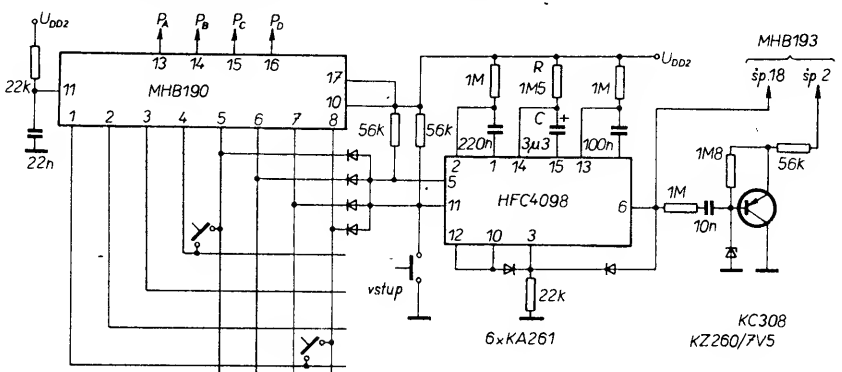 U_DD2
P_A P_B P_C P_D
13 14 15 16
22k
11
MHB190
17
10
1 2 3 4 5 6 7 8
22n
56k 56k
U_DD2
1M
R
1M5
1M
C +
220n
3µ3
100n
2 1 14 15 13
5
11
HFC4098
6
12 10 3
22k
vstup
6xKA261
MHB193
šp.18 šp.2
1M8
56k
1M
10n
KC308
KZ260/7V5